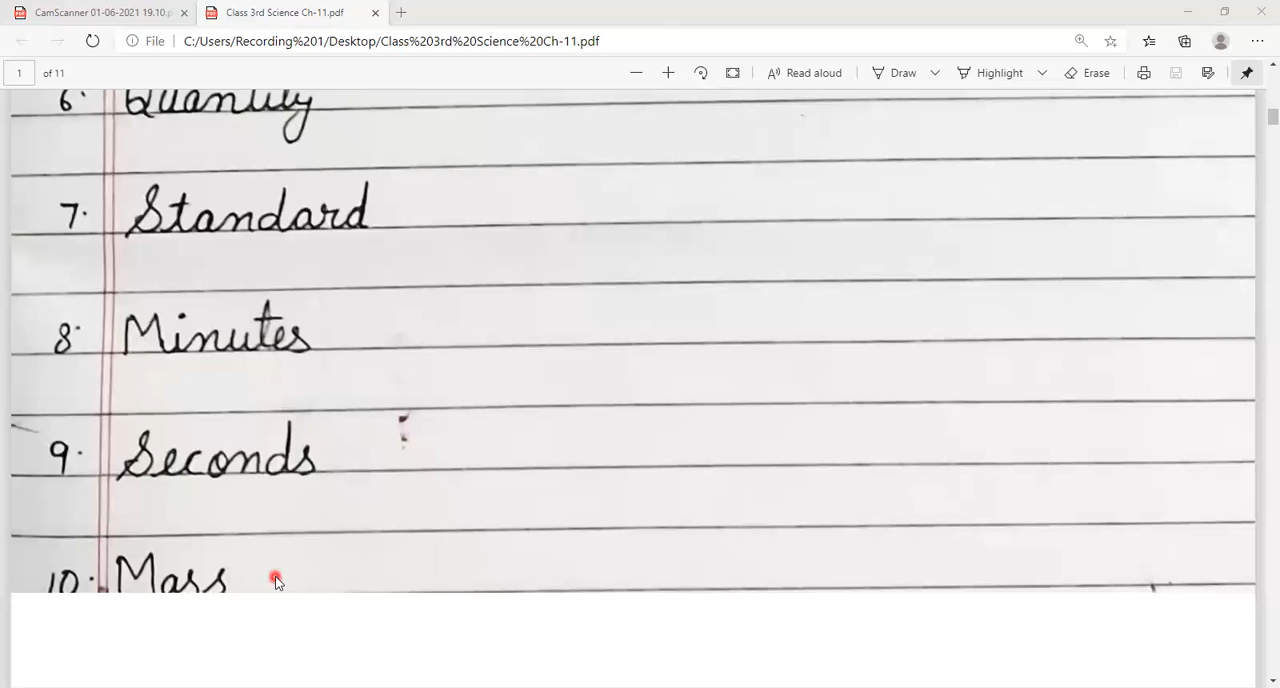 CamScanner 01-06-2021 19.10.p
Class 3rd Science Ch-11.pdf
File
C:/Users/Recording%201/Desktop/Class%203rd%20Science%20Ch-11.pdf
1 of 11
Read aloud
Draw
Highlight
Erase
6. Quantity
7. Standard
8. Minutes
9. Seconds
10. Mass